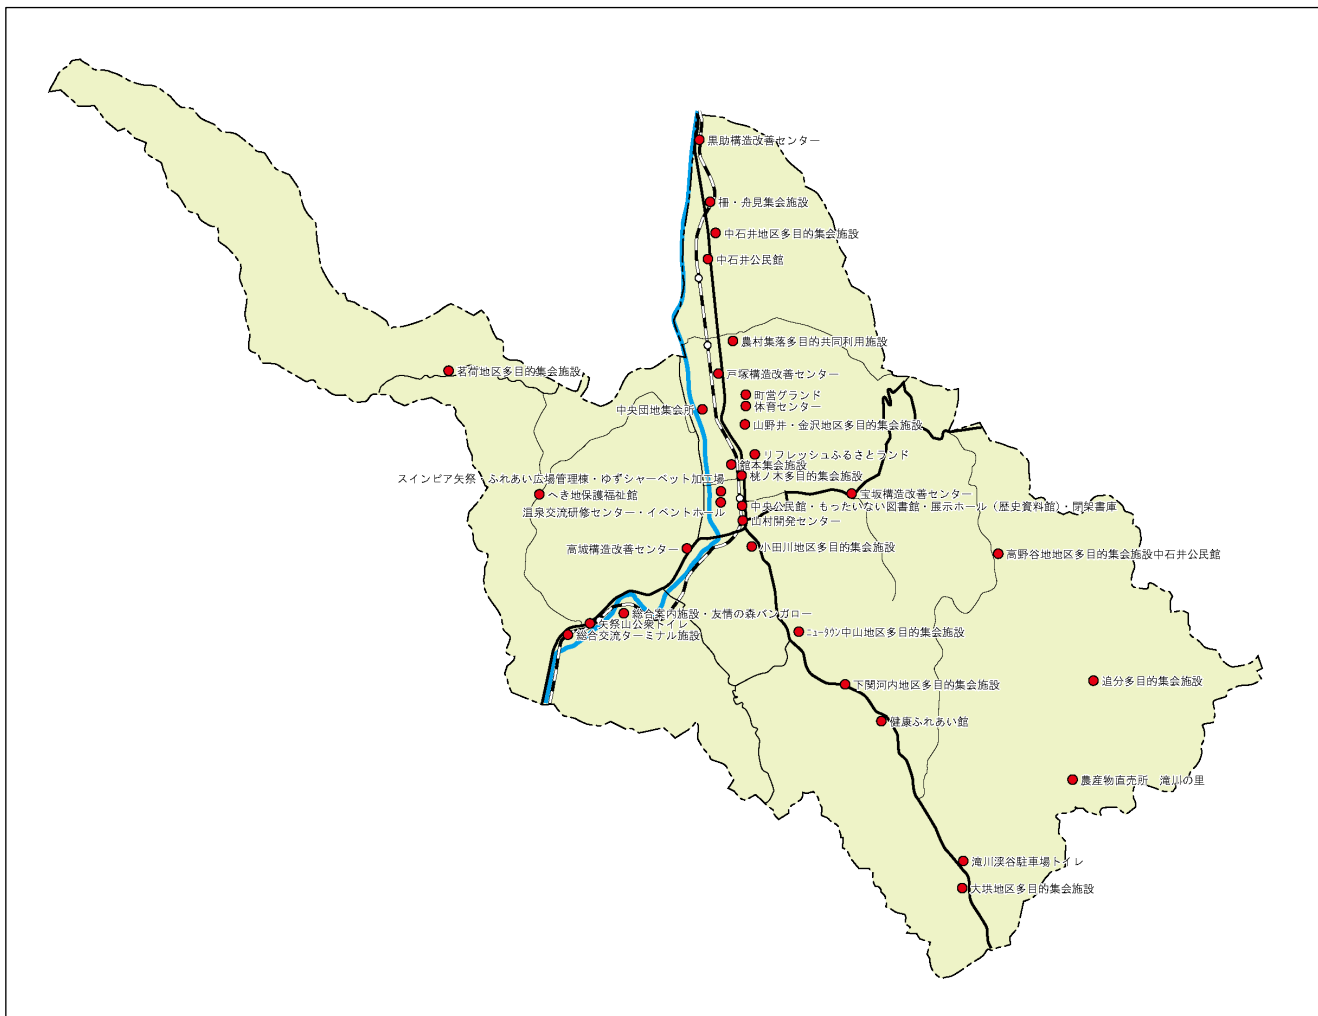 黒助構造改善センター
柵・舟見集会施設
中石井地区多目的集会施設
中石井公民館
農村集落多目的共同利用施設
茗荷地区多目的集会施設
戸塚構造改善センター
町営グランド
体育センター
中央団地集会所
山野井・金沢地区多目的集会施設
リフレッシュふるさとランド
舘本集会施設
桃ノ木多目的集会施設
スインピア矢祭・ふれあい広場管理棟・ゆずシャーベット加工場
へき地保護福祉館
宝坂構造改善センター
温泉交流研修センター・イベントホール
中央公民館・もったいない図書館・展示ホール（歴史資料館）・閉架書庫
山村開発センター
高城構造改善センター
小田川地区多目的集会施設
高野谷地地区多目的集会施設中石井公民館
総合案内施設・友情の森バンガロー
矢祭山公衆トイレ
総合交流ターミナル施設
ﾆｭｰﾀｳﾝ中山地区多目的集会施設
下関河内地区多目的集会施設
追分多目的集会施設
健康ふれあい館
農産物直売所　滝川の里
滝川渓谷駐車場トイレ
大垬地区多目的集会施設